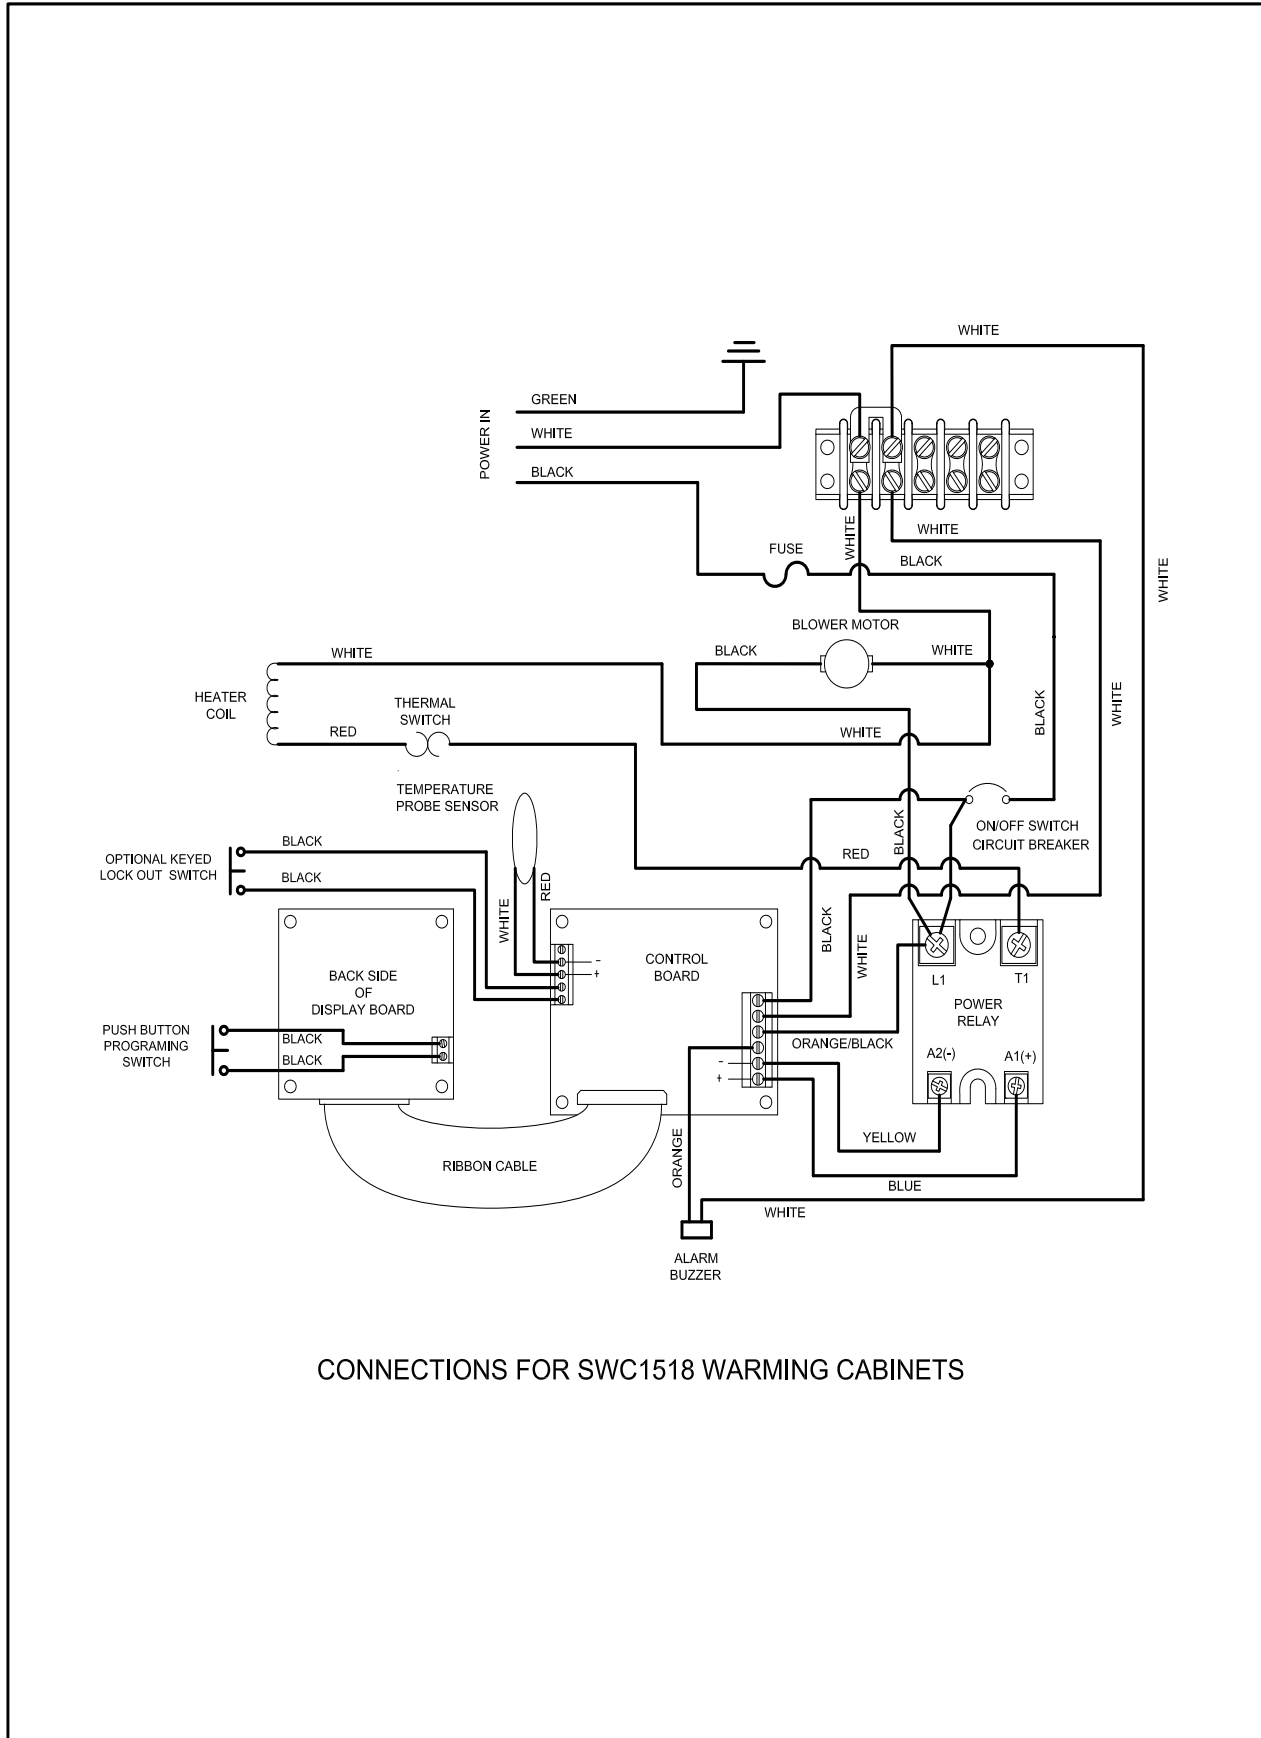 WHITE
GREEN
POWER IN
WHITE
BLACK
WHITE
WHITE
FUSE
BLACK
WHITE
BLOWER MOTOR
BLACK
WHITE
WHITE
HEATER
COIL
THERMAL
SWITCH
RED
WHITE
BLACK
WHITE
TEMPERATURE
PROBE SENSOR
ON/OFF SWITCH
CIRCUIT BREAKER
BLACK
RED
OPTIONAL KEYED
LOCK OUT SWITCH
BLACK
BLACK
WHITE
RED
BLACK
WHITE
BACK SIDE
OF
DISPLAY BOARD
CONTROL
BOARD
-
+
L1
T1
POWER
RELAY
PUSH BUTTON
PROGRAMING
SWITCH
BLACK
BLACK
ORANGE/BLACK
A2(-)
A1(+)
-
+
YELLOW
BLUE
RIBBON CABLE
ORANGE
WHITE
ALARM
BUZZER
CONNECTIONS FOR SWC1518 WARMING CABINETS